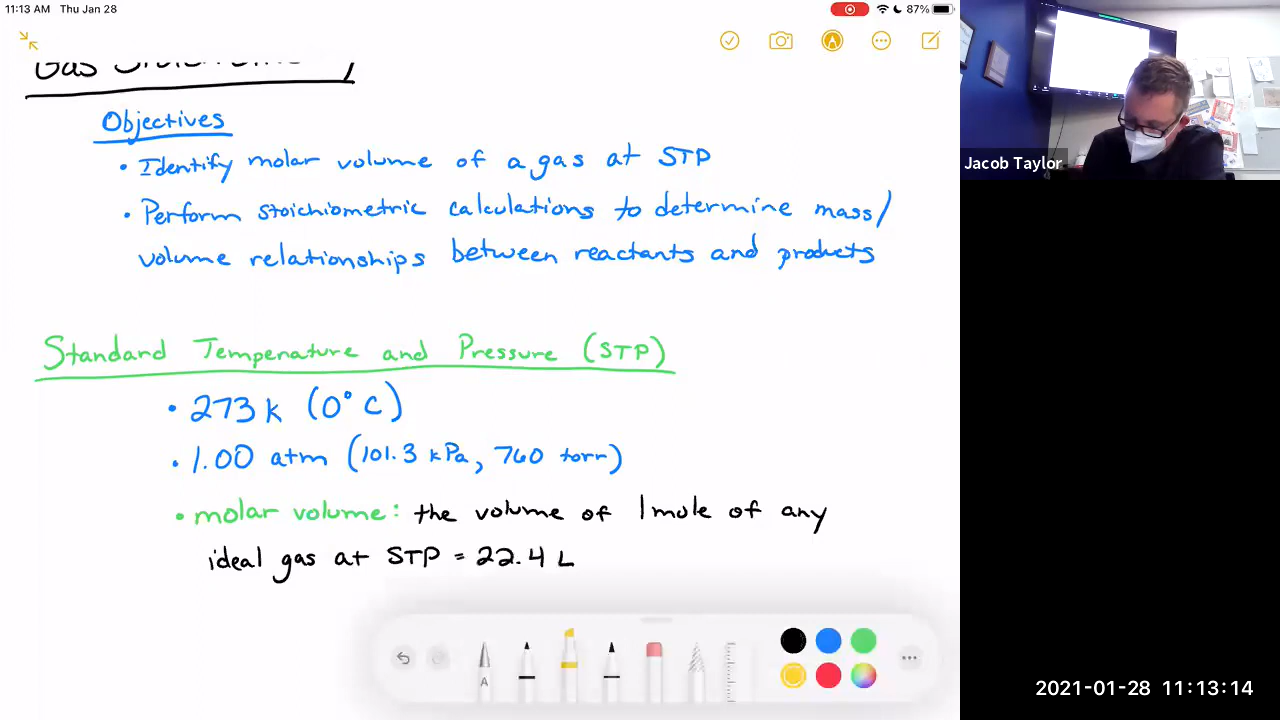 11:13 AM Thu Jan 28
87%
Gas Stoichiometry
Objectives
• Identify molar volume of a gas at STP
• Perform stoichiometric calculations to determine mass/
volume relationships between reactants and products
Standard Temperature and Pressure (STP)
• 273 k (0° C)
• 1.00 atm (101.3 kPa, 760 torr)
• molar volume: the volume of 1 mole of any
ideal gas at STP = 22.4 L
A
Jacob Taylor
2021-01-28 11:13:14